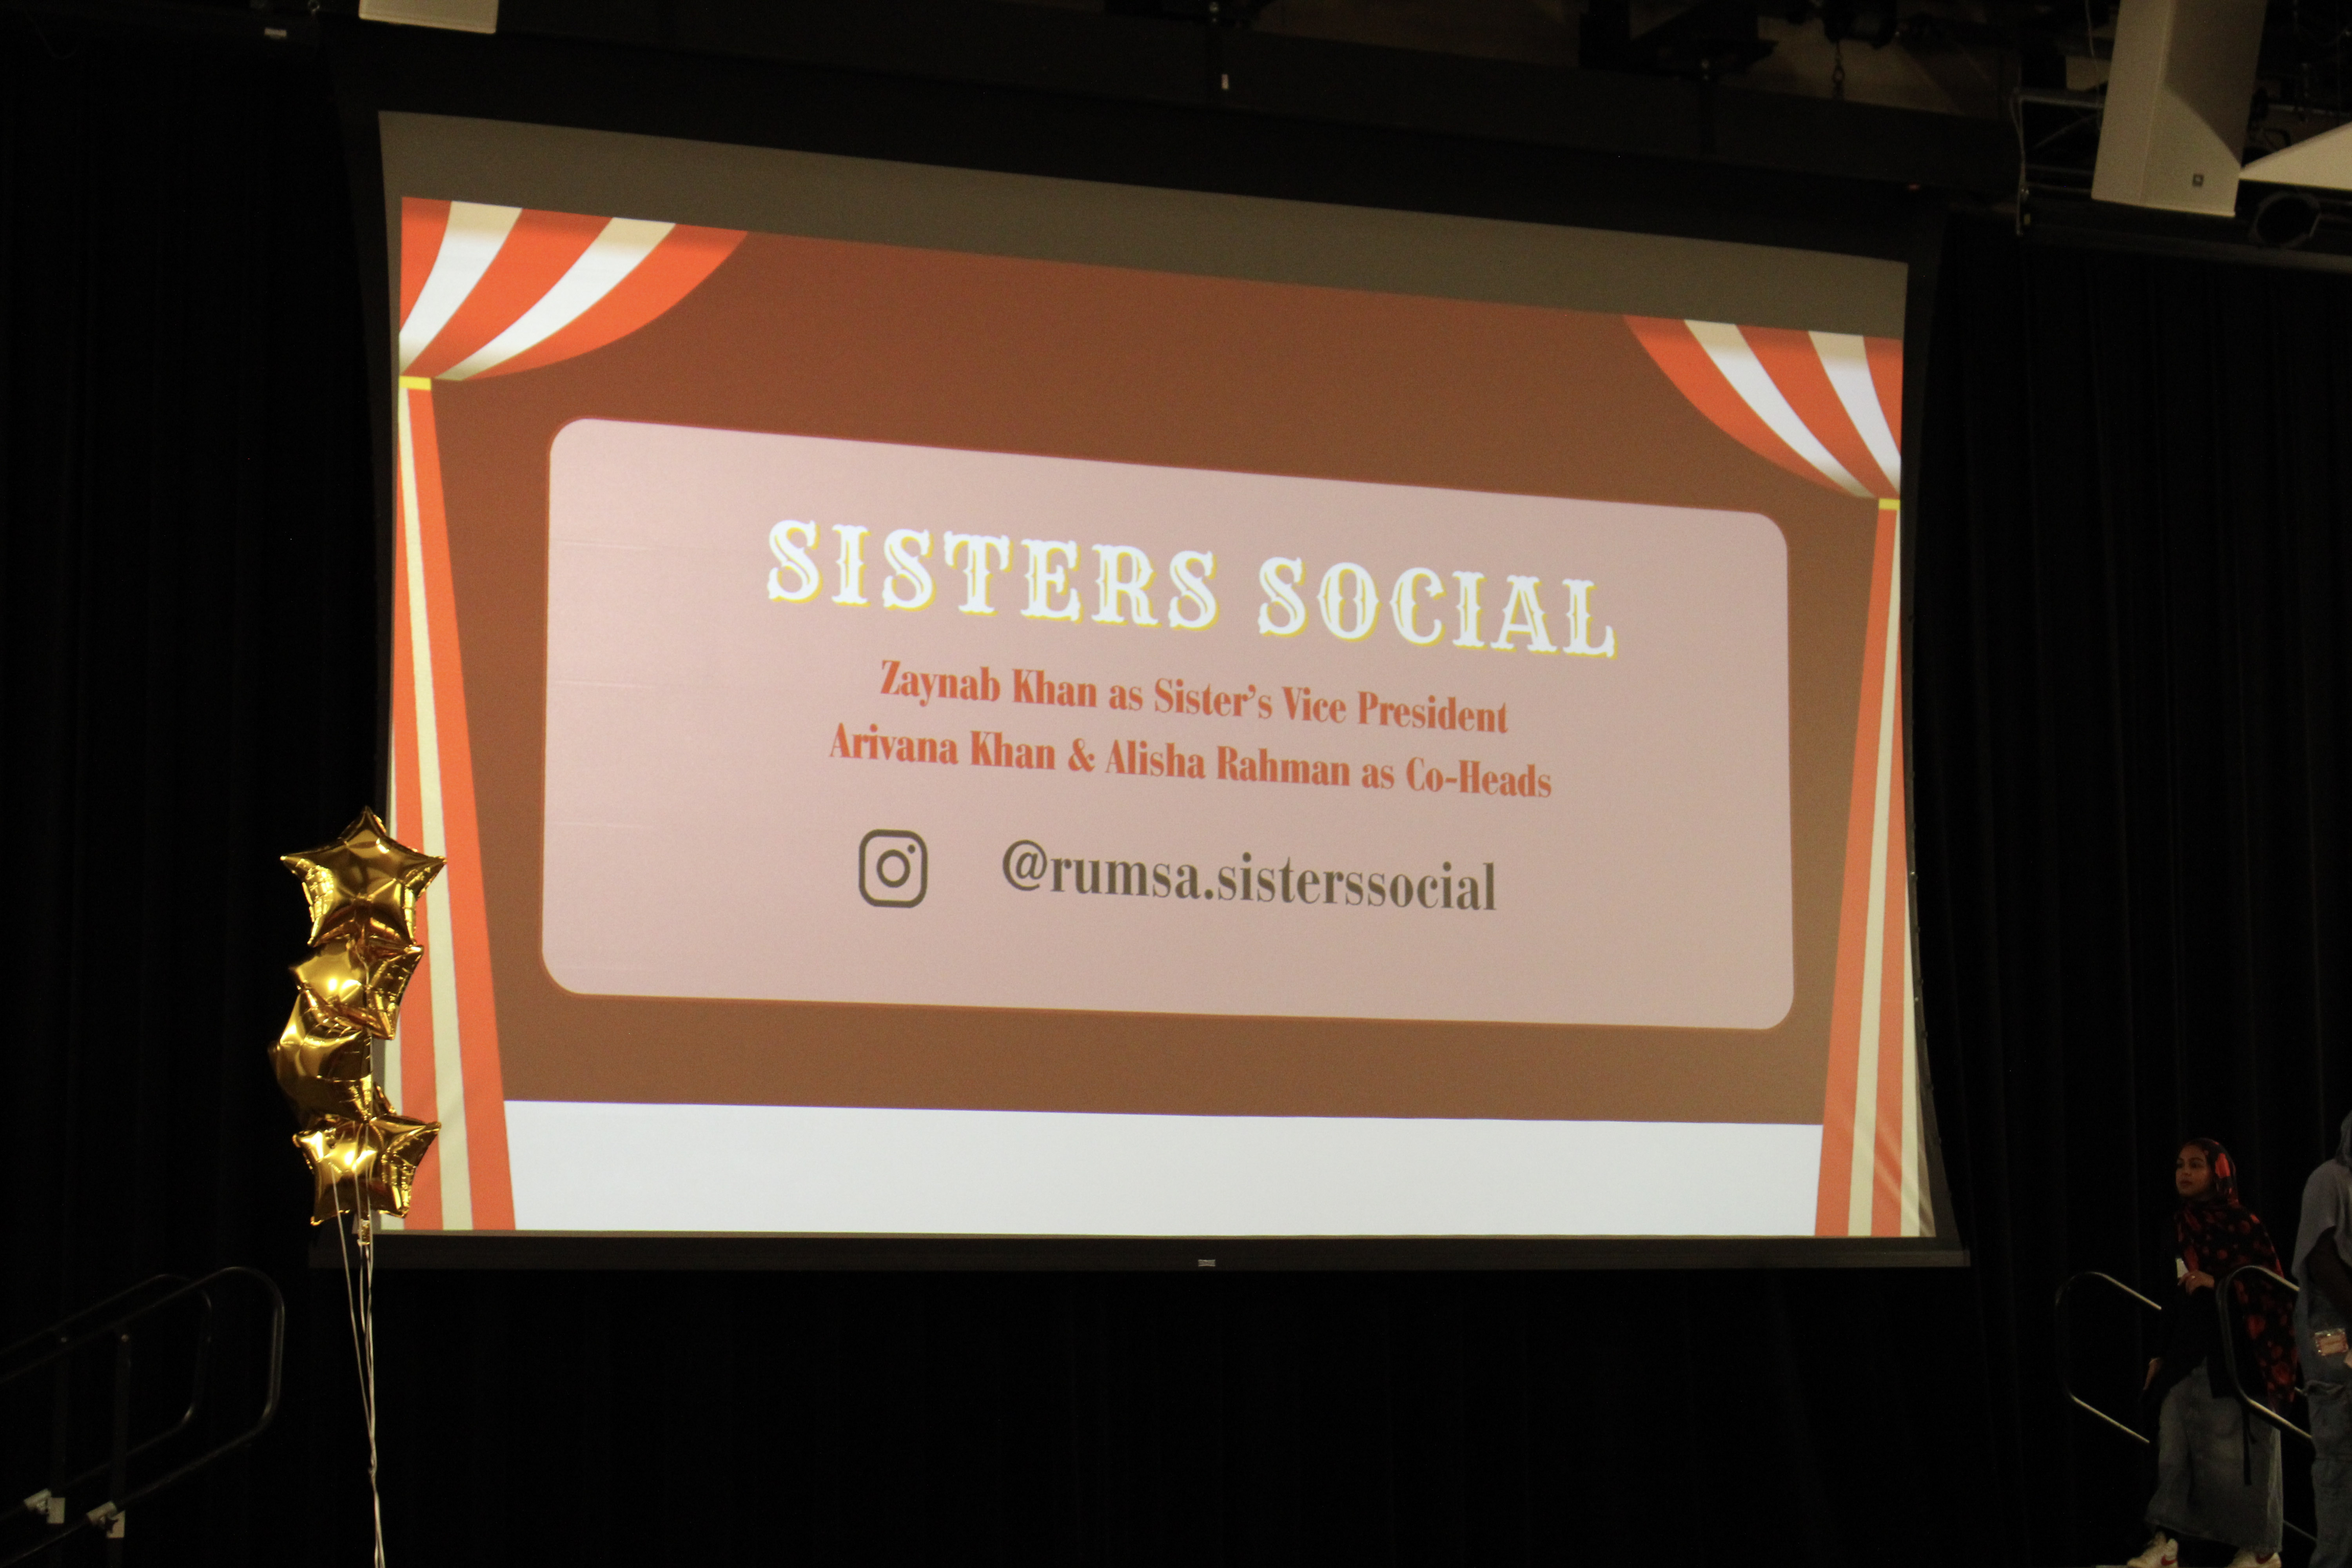 SISTERS SOCIAL
Zaynab Khan as Sister's Vice President
Arivana Khan & Alisha Rahman as Co-Heads
@rumsa.sisterssocial